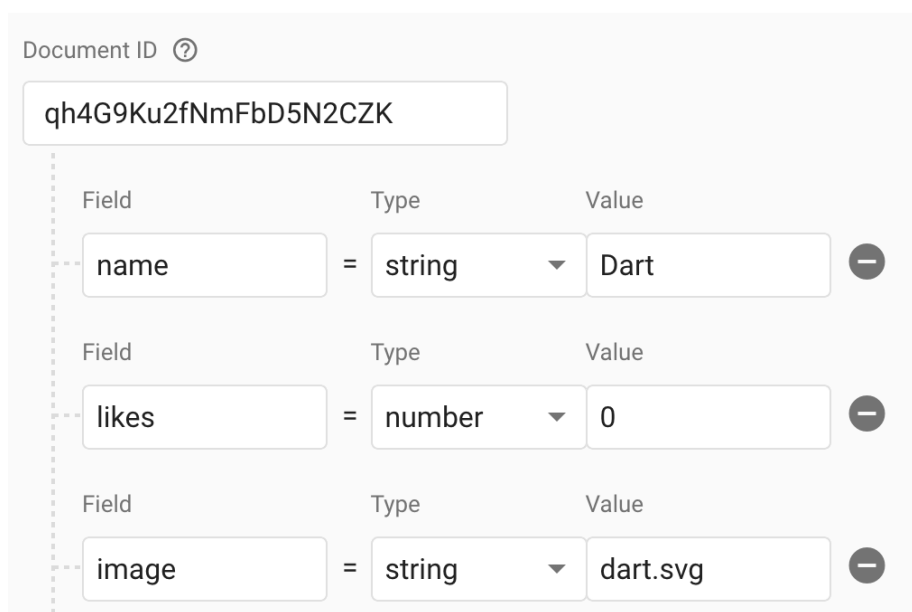 Document ID ?
qh4G9Ku2fNmFbD5N2CZK
Field Type Value
name = string Dart
Field Type Value
likes = number 0
Field Type Value
image = string dart.svg